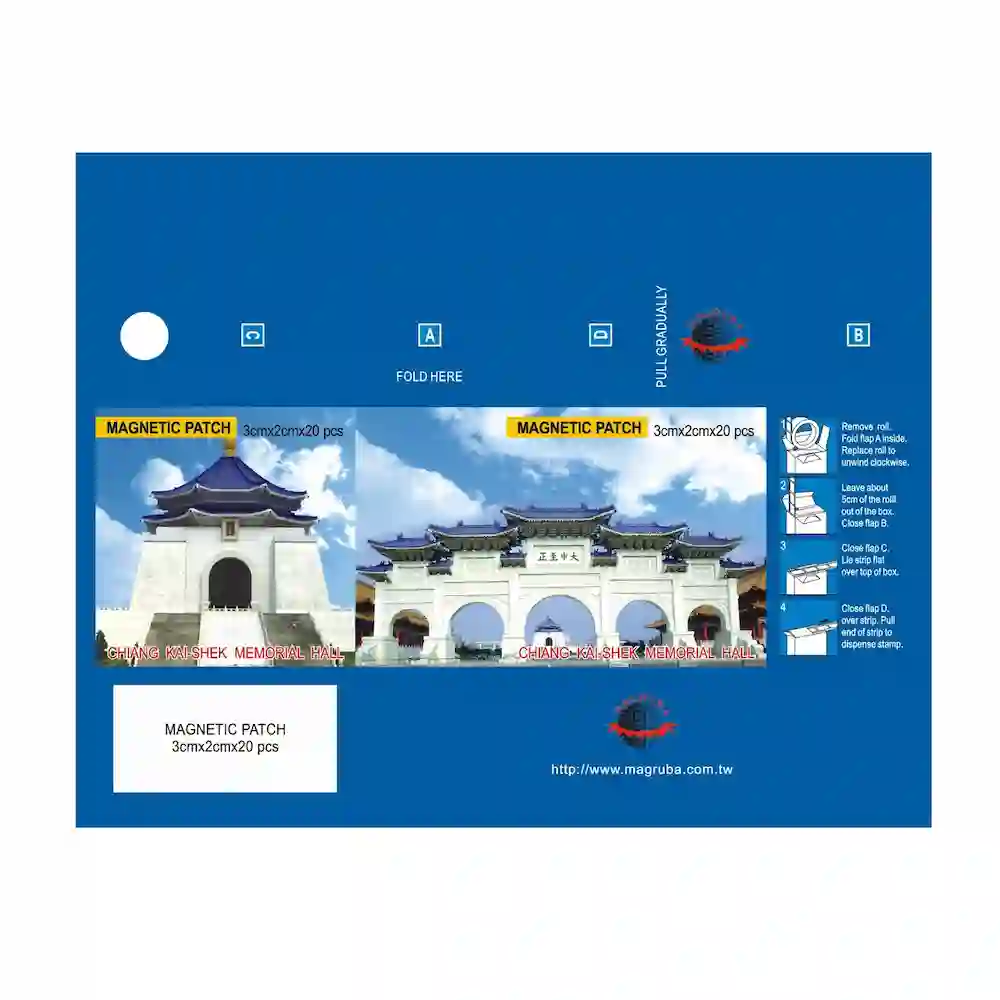 C
A
D
PULL GRADUALLY
B
FOLD HERE
MAGNETIC PATCH 3cmx2cmx20 pcs
MAGNETIC PATCH 3cmx2cmx20 pcs
正至中大
CHIANG KAI-SHEK MEMORIAL HALL
CHIANG KAI-SHEK MEMORIAL HALL
1
Remove roll.
Fold flap A inside.
Replace roll to
unwind clockwise.
2
Leave about
5cm of the rolll
out of the box.
Close flap B.
3
Close flap C.
Lie strip flat
over top of box.
4
Close flap D.
over strip. Pull
end of strip to
dispense stamp.
MAGNETIC PATCH
3cmx2cmx20 pcs
http://www.magruba.com.tw